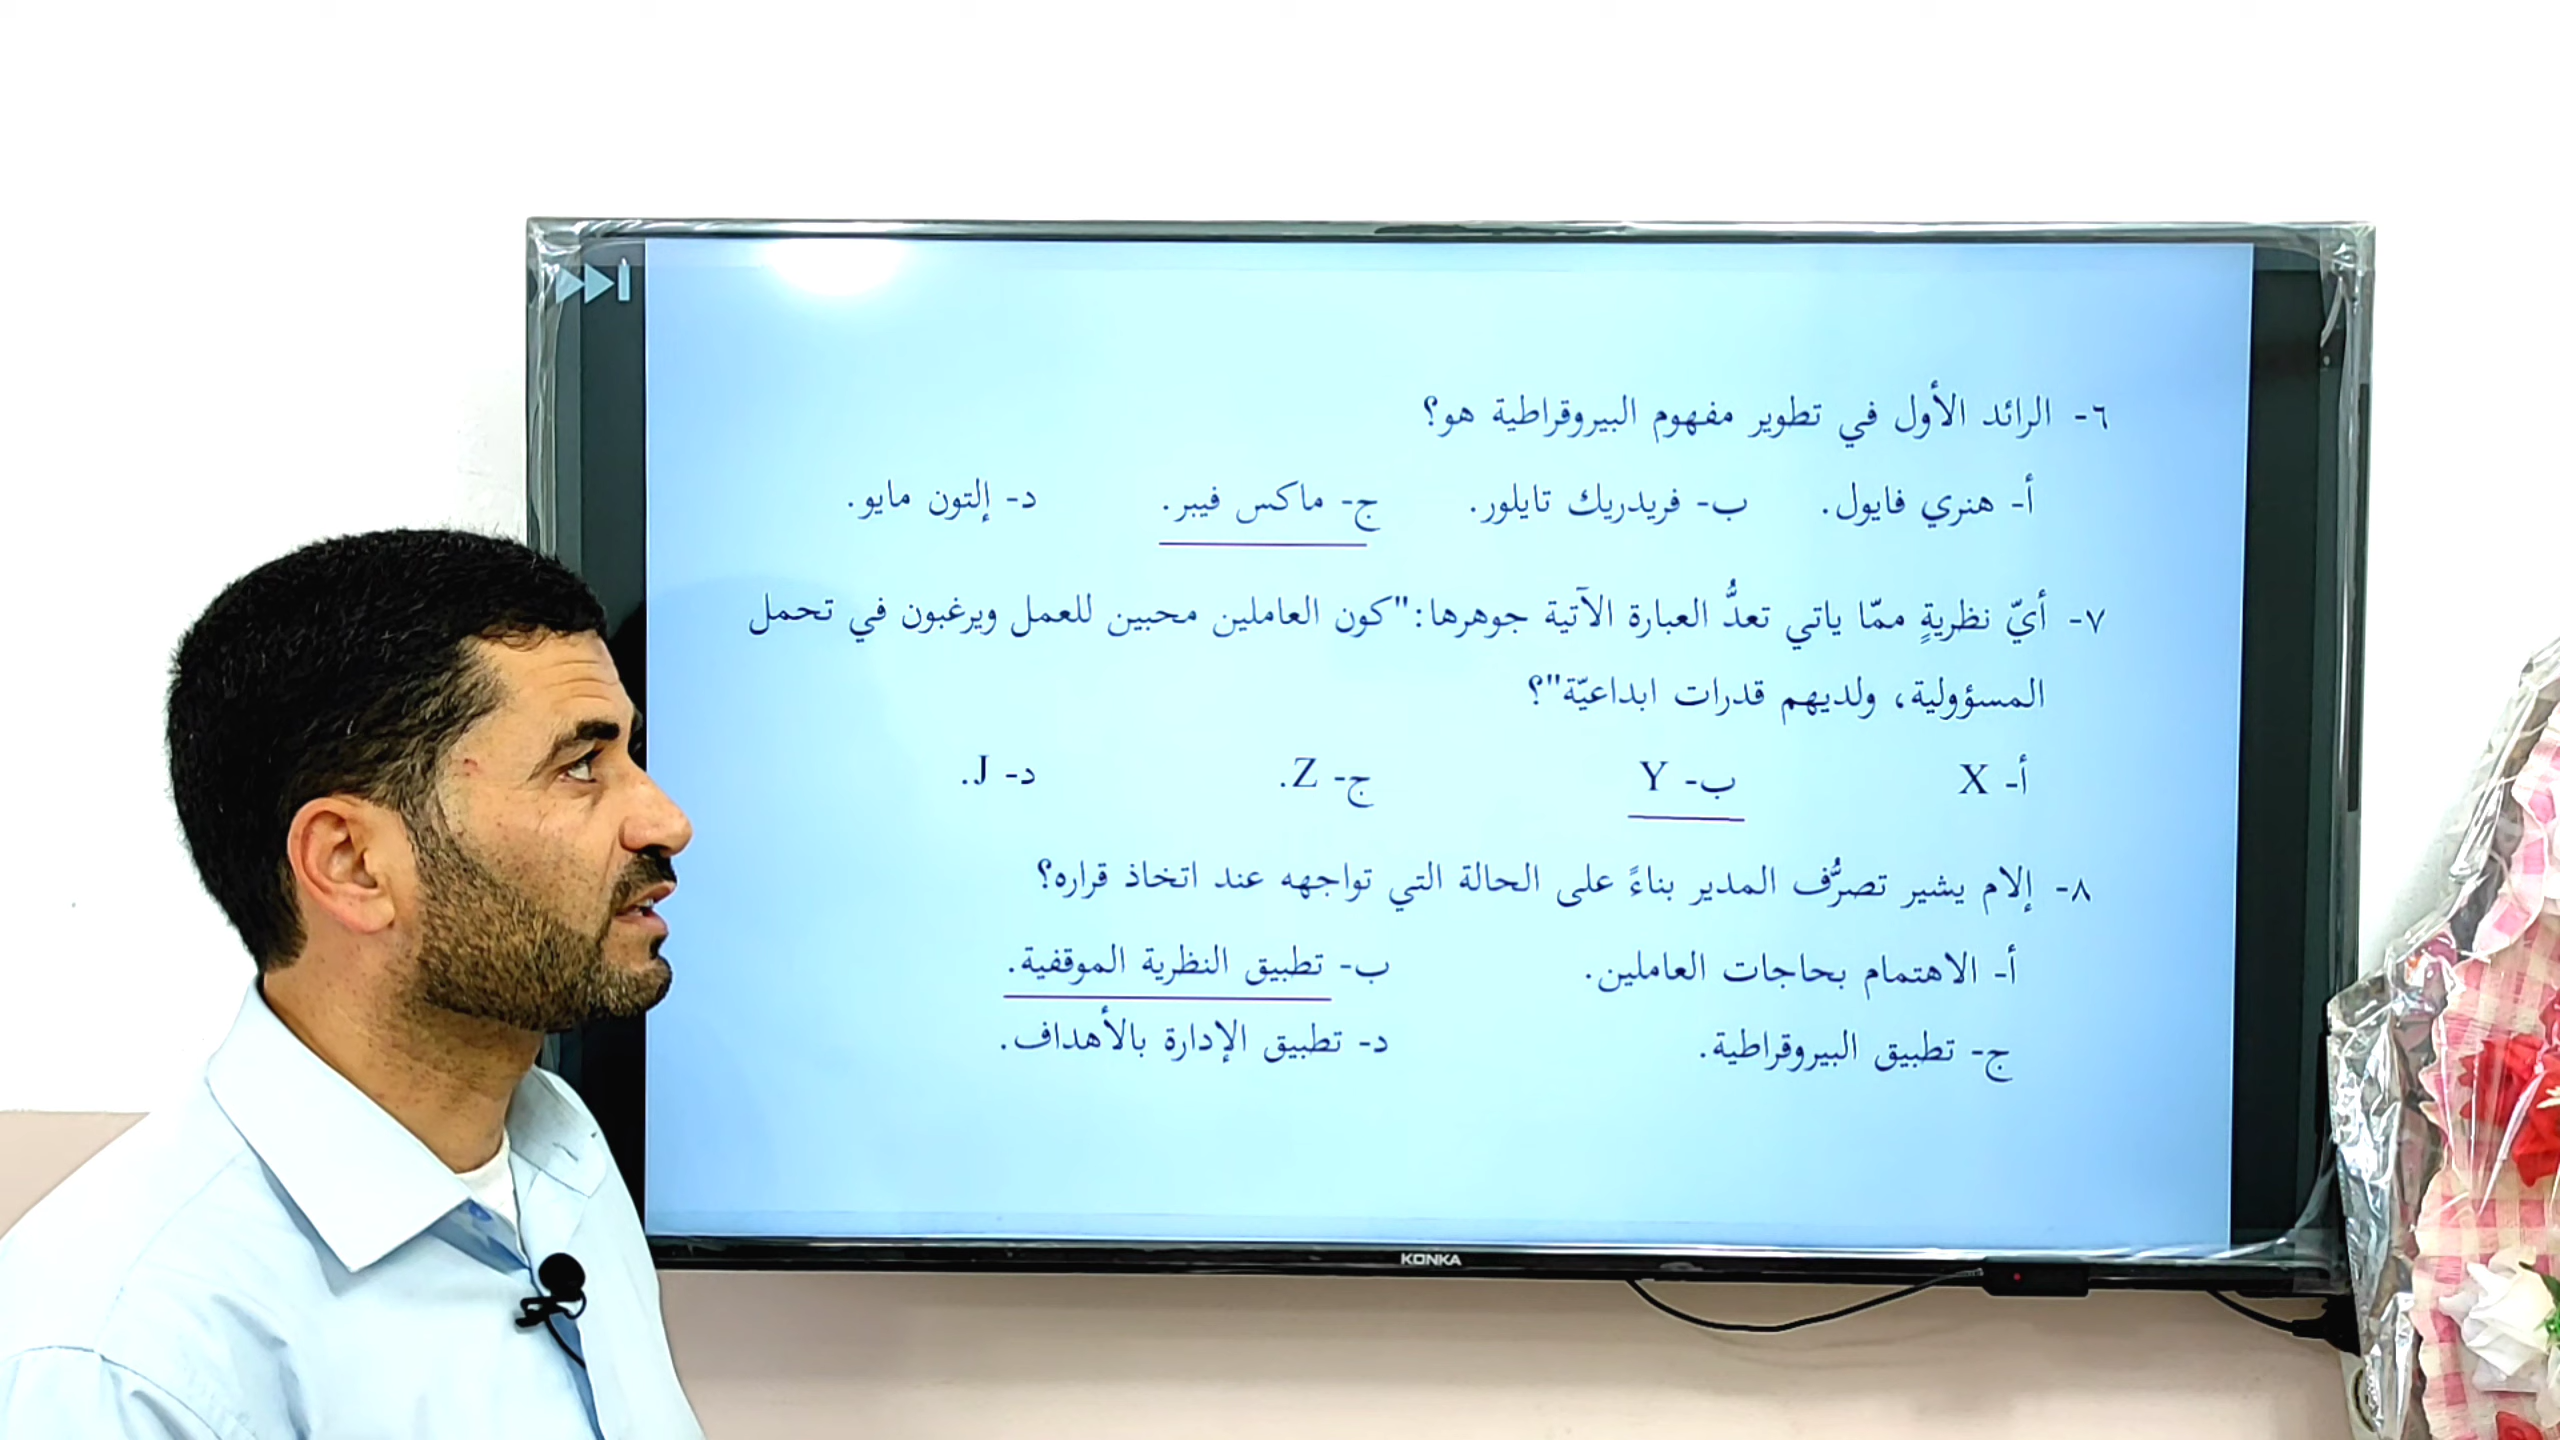 ٦- الرائد الأول في تطوير مفهوم البيروقراطية هو؟
أ- هنري فايول. ب- فريدريك تايلور. ج- ماكس فيبر. د- إلتون مايو.
٧- أيّ نظريةٍ ممّا ياتي تعدُّ العبارة الآتية جوهرها:"كون العاملين محبين للعمل ويرغبون في تحمل
المسؤولية، ولديهم قدرات ابداعيّة"؟
أ- X ب- Y ج- Z. د- J.
٨- إلام يشير تصرُّف المدير بناءً على الحالة التي تواجهه عند اتخاذ قراره؟
أ- الاهتمام بحاجات العاملين. ب- تطبيق النظرية الموقفية.
ج- تطبيق البيروقراطية. د- تطبيق الإدارة بالأهداف.
KONKA